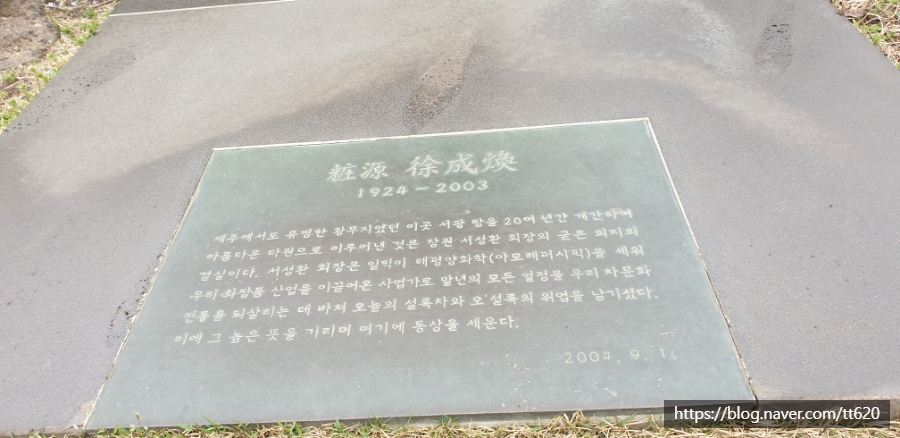 粧源 徐成煥
1924 ~ 2003
제주에서도 유명한 황무지였던 이곳 서광 땅을 20여 년간 개간하여
아름다운 다원으로 이루어낸 것은 장원 서성환 회장의 굳은 의지의
결실이다. 서성환 회장은 일찍이 태평양화학(아모레퍼시픽)을 세워
우리 화장품 산업을 이끌어온 사업가로 말년의 모든 열정을 우리 차문화
전통을 되살리는 데 바쳐 오늘의 설록차와 오'설록의 위업을 남기셨다.
이에 그 높은 뜻을 기리며 여기에 동상을 세운다.
2004. 9. 1.
https://blog.naver.com/tt620